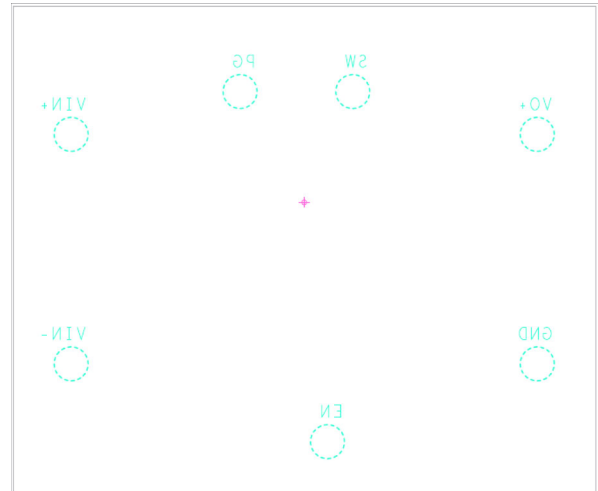 PG
SW
VIN+
VO+
VIN-
GND
EN